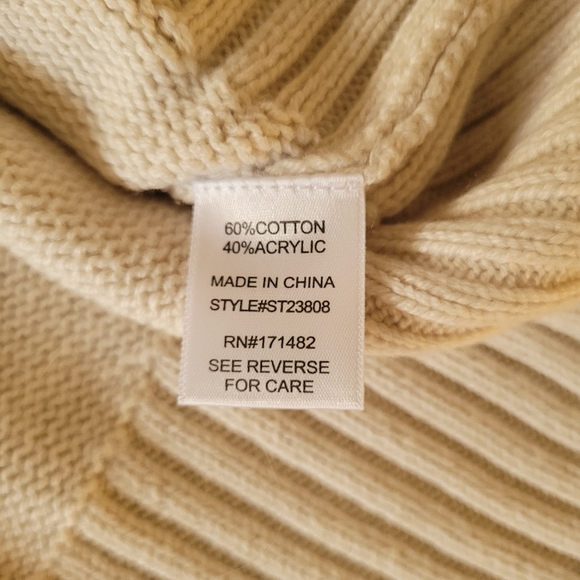 60%COTTON
40%ACRYLIC
MADE IN CHINA
STYLE#ST23808
RN#171482
SEE REVERSE
FOR CARE